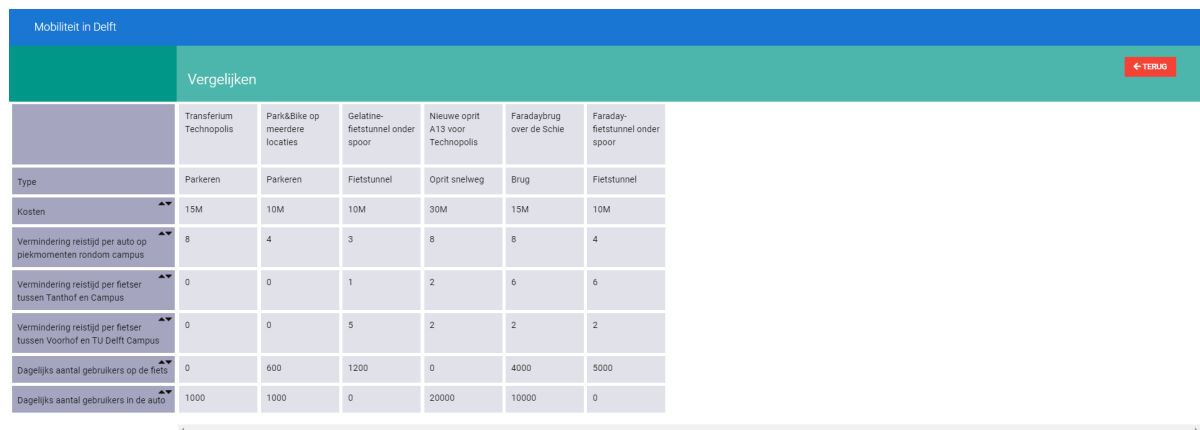 Mobiliteit in Delft
Vergelijken
TERUG
Transferium
Technopolis
Park&Bike op
meerdere
locaties
Gelatine-
fietstunnel onder
spoor
Nieuwe oprit
A13 voor
Technopolis
Faradaybrug
over de Schie
Faraday-
fietstunnel onder
spoor
Type Parkeren Parkeren Fietstunnel Oprit snelweg Brug Fietstunnel
Kosten 15M 10M 10M 30M 15M 10M
Vermindering reistijd per auto op
piekmomenten rondom campus
8 4 3 8 8 4
Vermindering reistijd per fietser
tussen Tanthof en Campus
0 0 1 2 6 6
Vermindering reistijd per fietser
tussen Voorhof en TU Delft Campus
0 0 5 2 2 2
Dagelijks aantal gebruikers op de fiets 0 600 1200 0 4000 5000
Dagelijks aantal gebruikers in de auto 1000 1000 0 20000 10000 0